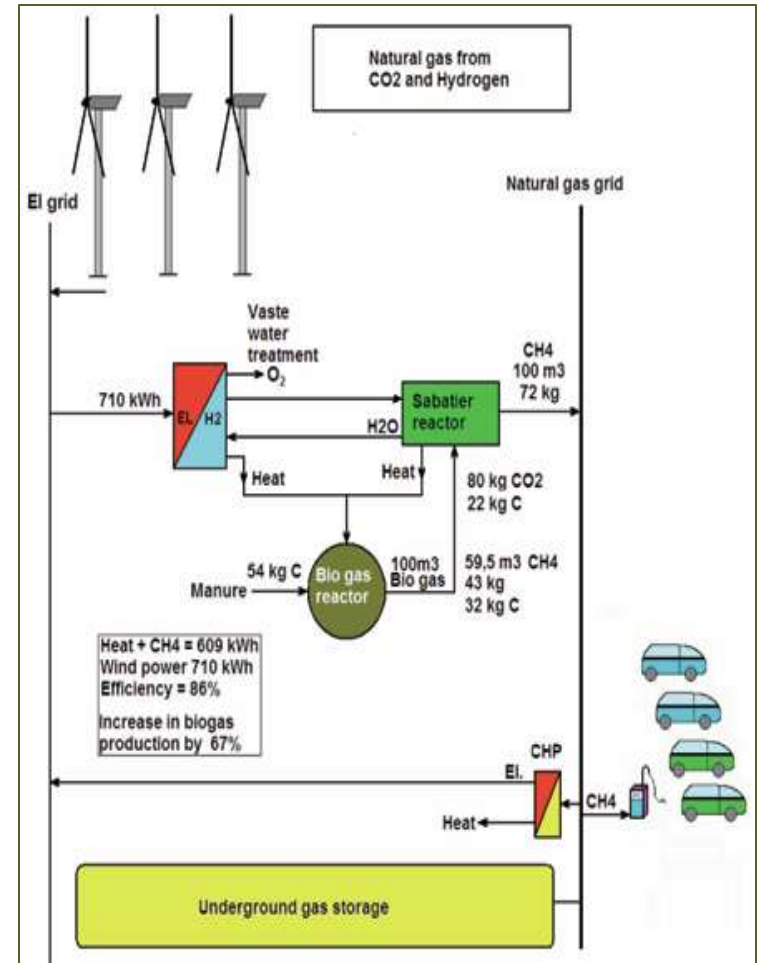 Natural gas from
CO2 and Hydrogen
El grid
Natural gas grid
Vaste
water
treatment
O2
710 kWh
EL
H2
H2O
Sabatier
reactor
CH4
100 m3
72 kg
Heat
Heat
80 kg CO2
22 kg C
Manure
54 kg C
Bio gas
reactor
100m3
Bio gas
59,5 m3 CH4
43 kg
32 kg C
Heat + CH4 = 609 kWh
Wind power 710 kWh
Efficiency = 86%
Increase in biogas
production by 67%
CHP
El.
CH4
Heat
Underground gas storage